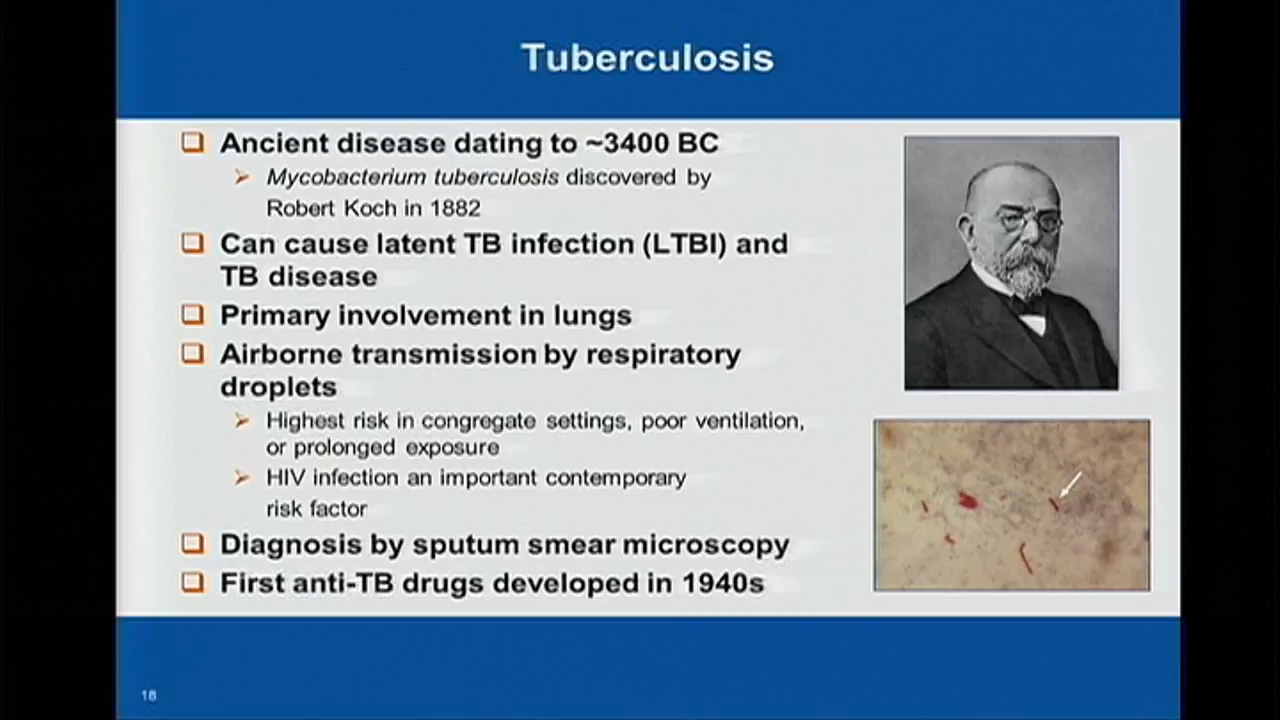 Tuberculosis
Ancient disease dating to ~3400 BC
Mycobacterium tuberculosis discovered by
Robert Koch in 1882
Can cause latent TB infection (LTBI) and
TB disease
Primary involvement in lungs
Airborne transmission by respiratory
droplets
Highest risk in congregate settings, poor ventilation,
or prolonged exposure
HIV infection an important contemporary
risk factor
Diagnosis by sputum smear microscopy
First anti-TB drugs developed in 1940s
18